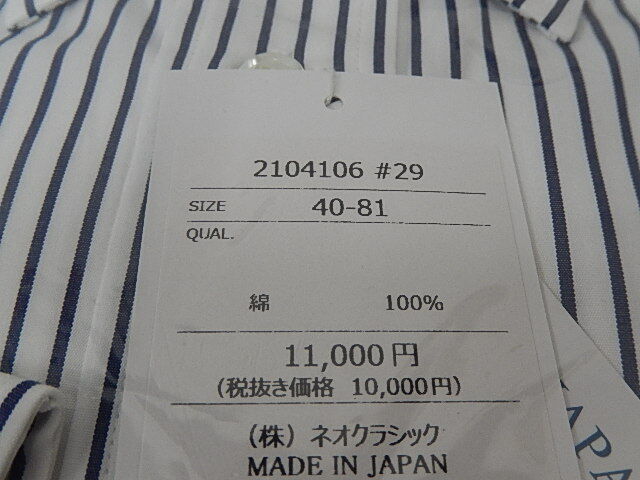 2104106 #29
SIZE 40-81
QUAL.
綿 100%
11,000円
(税抜き価格 10,000円)
(株) ネオクラシック
MADE IN JAPAN